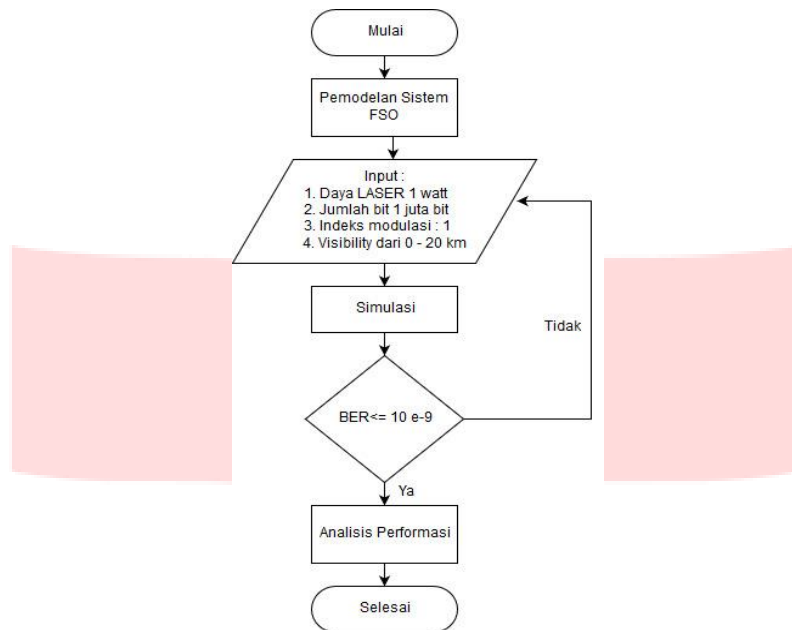 Mulai
Pemodelan Sistem
FSO
Input :
1. Daya LASER 1 watt
2. Jumlah bit 1 juta bit
3. Indeks modulasi : 1
4. Visibility dari 0 - 20 km
Simulasi
Tidak
BER<= 10 e-9
Ya
Analisis Performasi
Selesai